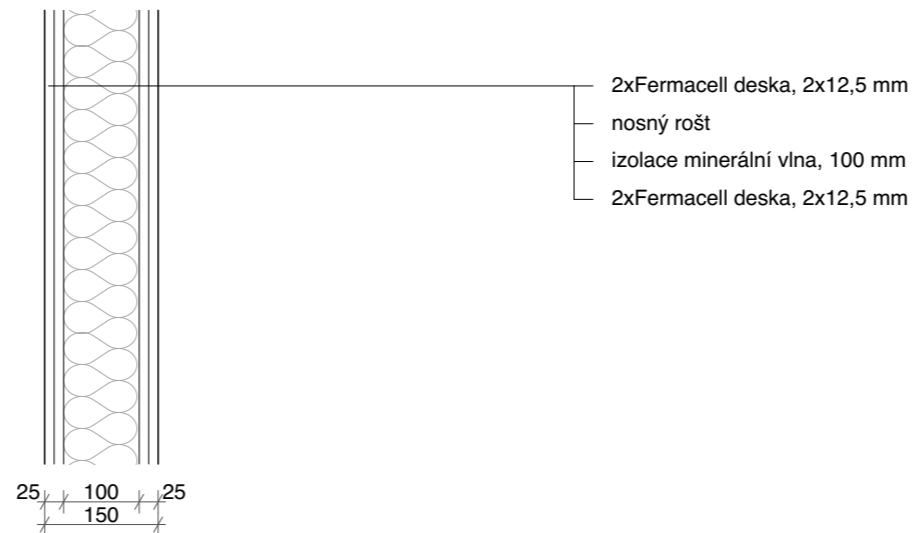 2xFermacell deska, 2x12,5 mm
nosný rošt
izolace minerální vlna, 100 mm
2xFermacell deska, 2x12,5 mm
25 100 25
150